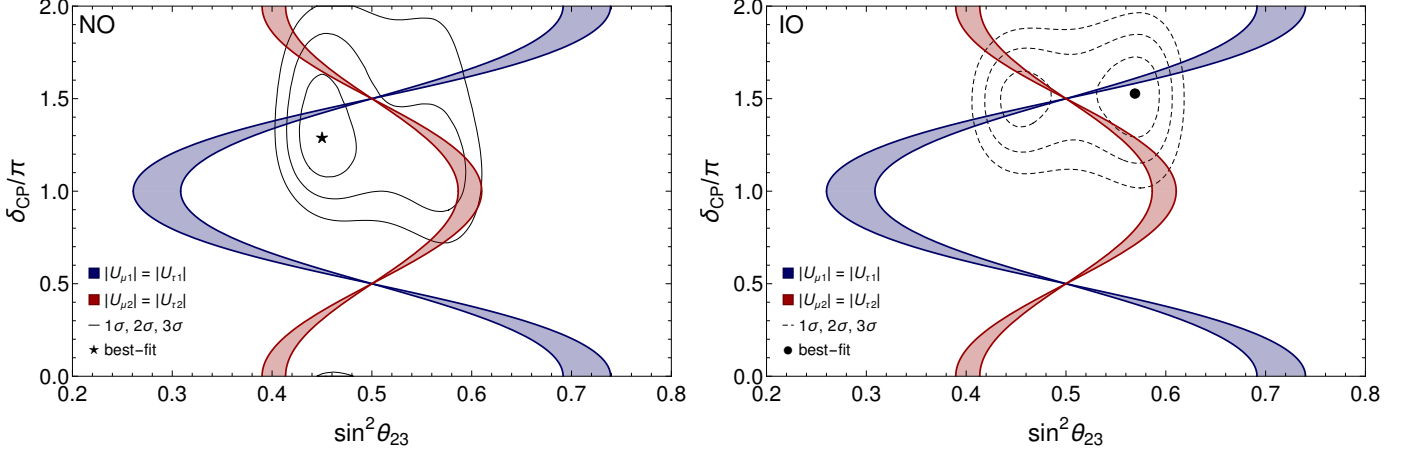 NO
2.0
1.5
1.0
0.5
0.0
δCP/π
|Uμ1| = |Uτ1|
|Uμ2| = |Uτ2|
1σ, 2σ, 3σ
best-fit
0.2 0.3 0.4 0.5 0.6 0.7 0.8
sin²θ23
IO
2.0
1.5
1.0
0.5
0.0
δCP/π
|Uμ1| = |Uτ1|
|Uμ2| = |Uτ2|
1σ, 2σ, 3σ
best-fit
0.2 0.3 0.4 0.5 0.6 0.7 0.8
sin²θ23